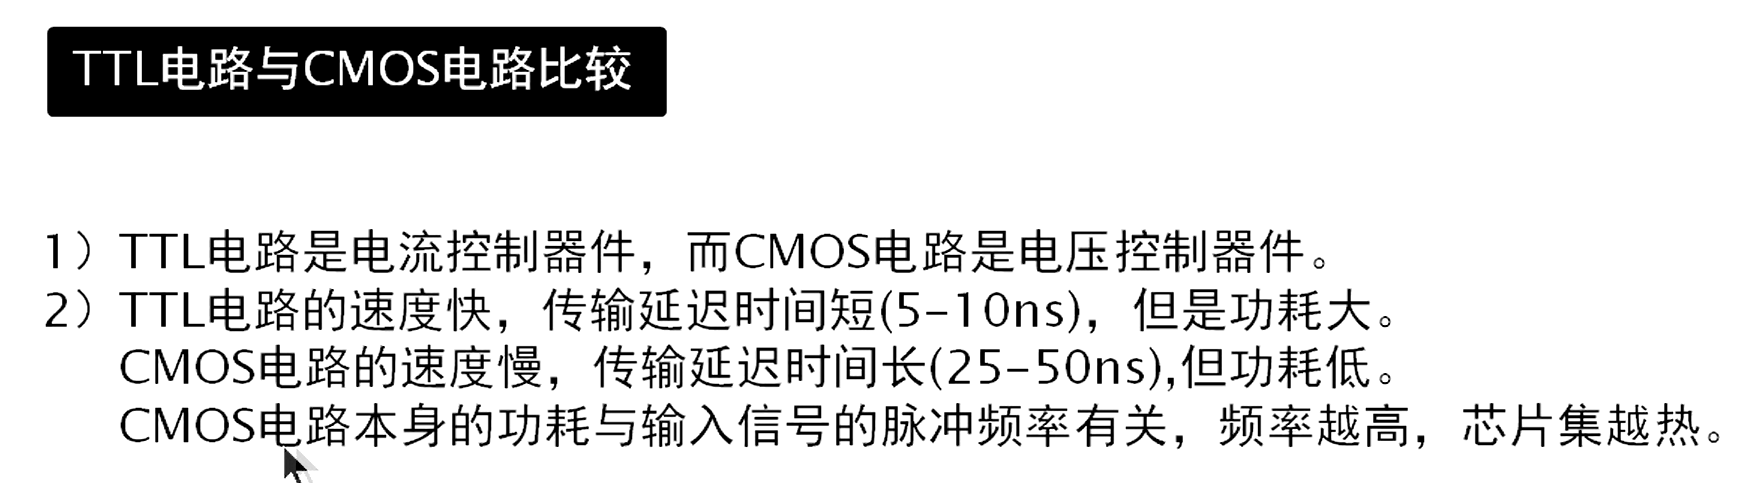 TTL电路与CMOS电路比较
1）TTL电路是电流控制器件，而CMOS电路是电压控制器件。
2）TTL电路的速度快，传输延迟时间短(5-10ns)，但是功耗大。
CMOS电路的速度慢，传输延迟时间长(25-50ns),但功耗低。
CMOS电路本身的功耗与输入信号的脉冲频率有关，频率越高，芯片集越热。